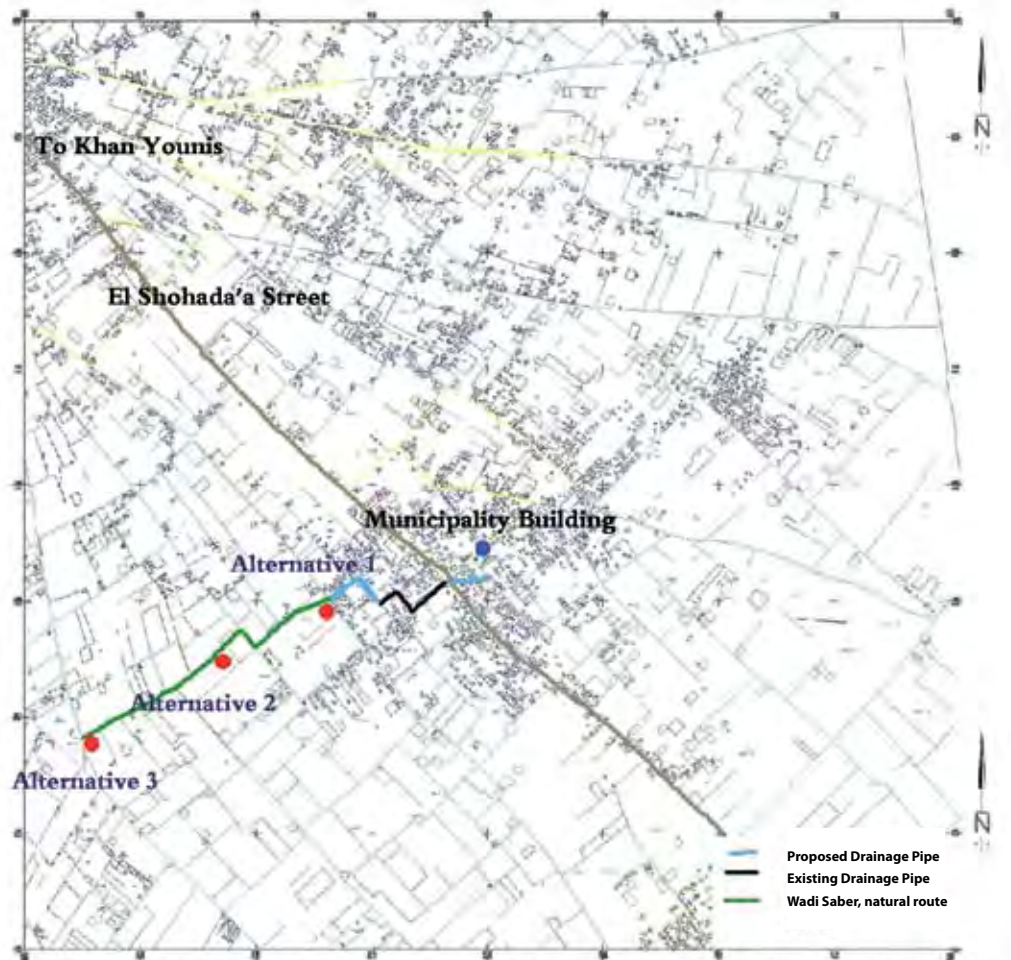 N
To Khan Younis
El Shohada'a Street
Municipality Building
Alternative 1
Alternative 2
Alternative 3
N
Proposed Drainage Pipe
Existing Drainage Pipe
Wadi Saber, natural route